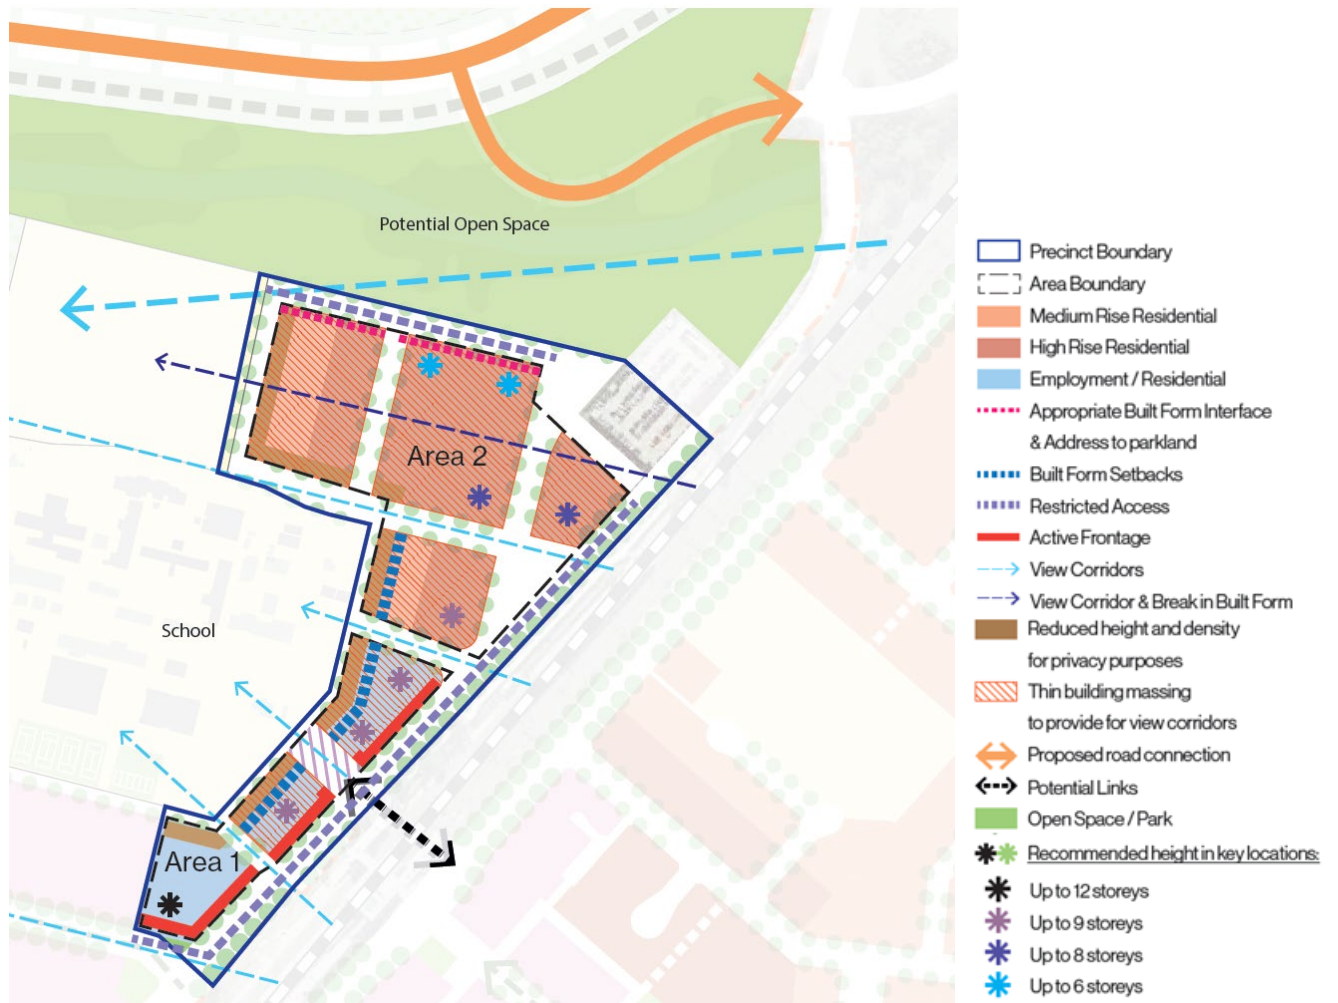 Potential Open Space
Area 2
School
Area 1
Precinct Boundary
Area Boundary
Medium Rise Residential
High Rise Residential
Employment / Residential
Appropriate Built Form Interface
& Address to parkland
Built Form Setbacks
Restricted Access
Active Frontage
View Corridors
View Corridor & Break in Built Form
Reduced height and density
for privacy purposes
Thin building massing
to provide for view corridors
Proposed road connection
Potential Links
Open Space / Park
Recommended height in key locations:
Up to 12 storeys
Up to 9 storeys
Up to 8 storeys
Up to 6 storeys